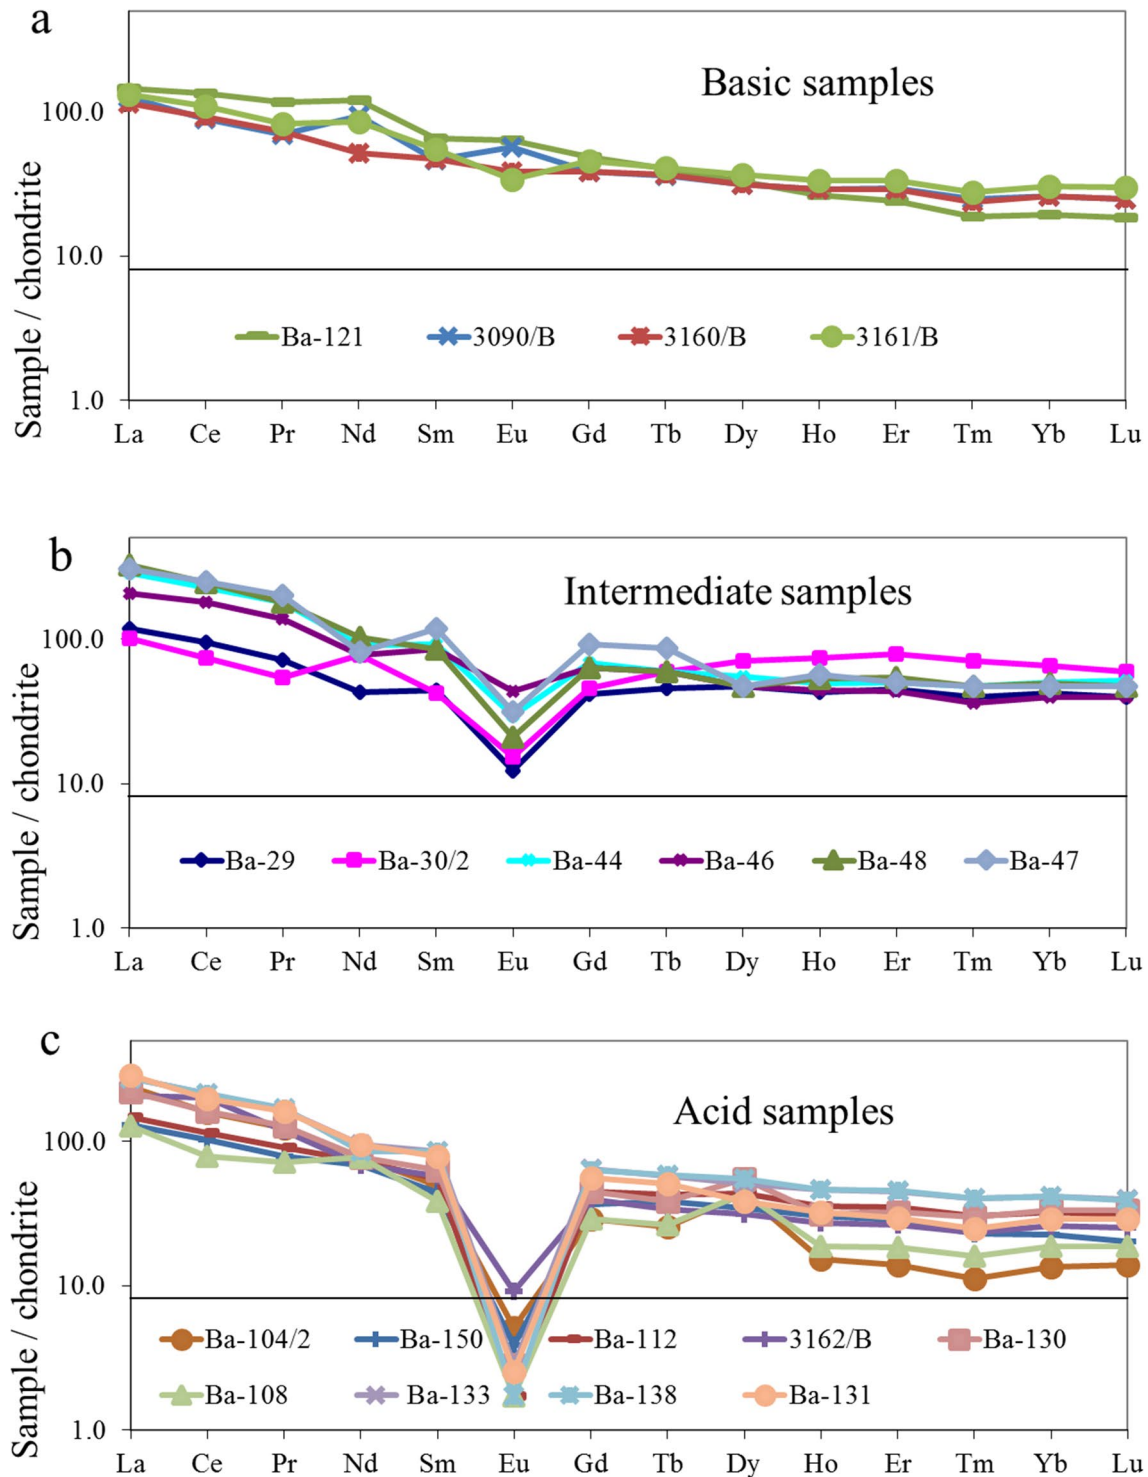 a
Basic samples
Sample / chondrite
100.0
10.0
1.0
Ba-121 3090/B 3160/B 3161/B
La Ce Pr Nd Sm Eu Gd Tb Dy Ho Er Tm Yb Lu
b
Intermediate samples
Sample / chondrite
100.0
10.0
1.0
Ba-29 Ba-30/2 Ba-44 Ba-46 Ba-48 Ba-47
La Ce Pr Nd Sm Eu Gd Tb Dy Ho Er Tm Yb Lu
c
Acid samples
Sample / chondrite
100.0
10.0
1.0
Ba-104/2 Ba-150 Ba-112 3162/B Ba-130
Ba-108 Ba-133 Ba-138 Ba-131
La Ce Pr Nd Sm Eu Gd Tb Dy Ho Er Tm Yb Lu